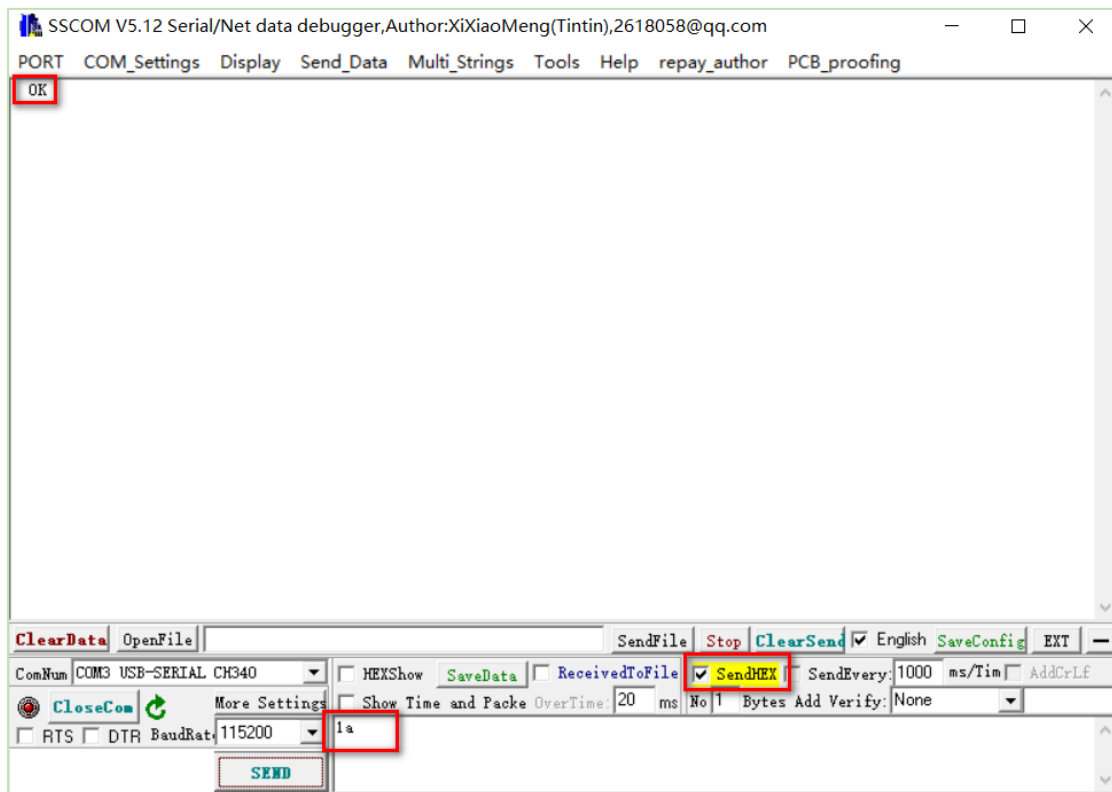 SSCOM V5.12 Serial/Net data debugger,Author:XiXiaoMeng(Tintin),2618058@qq.com
PORT COM_Settings Display Send_Data Multi_Strings Tools Help repay_author PCB_proofing
OK
ClearData OpenFile SendFile Stop ClearSend English SaveConfig EXT
ComNum COM3 USB-SERIAL CH340 HEXShow SaveData ReceivedToFile SendHEX SendEvery: 1000 ms/Tim AddCrLf
CloseCom More Settings Show Time and Packe OverTime: 20 ms No 1 Bytes Add Verify: None
RTS DTR BaudRat 115200 1a
SEND